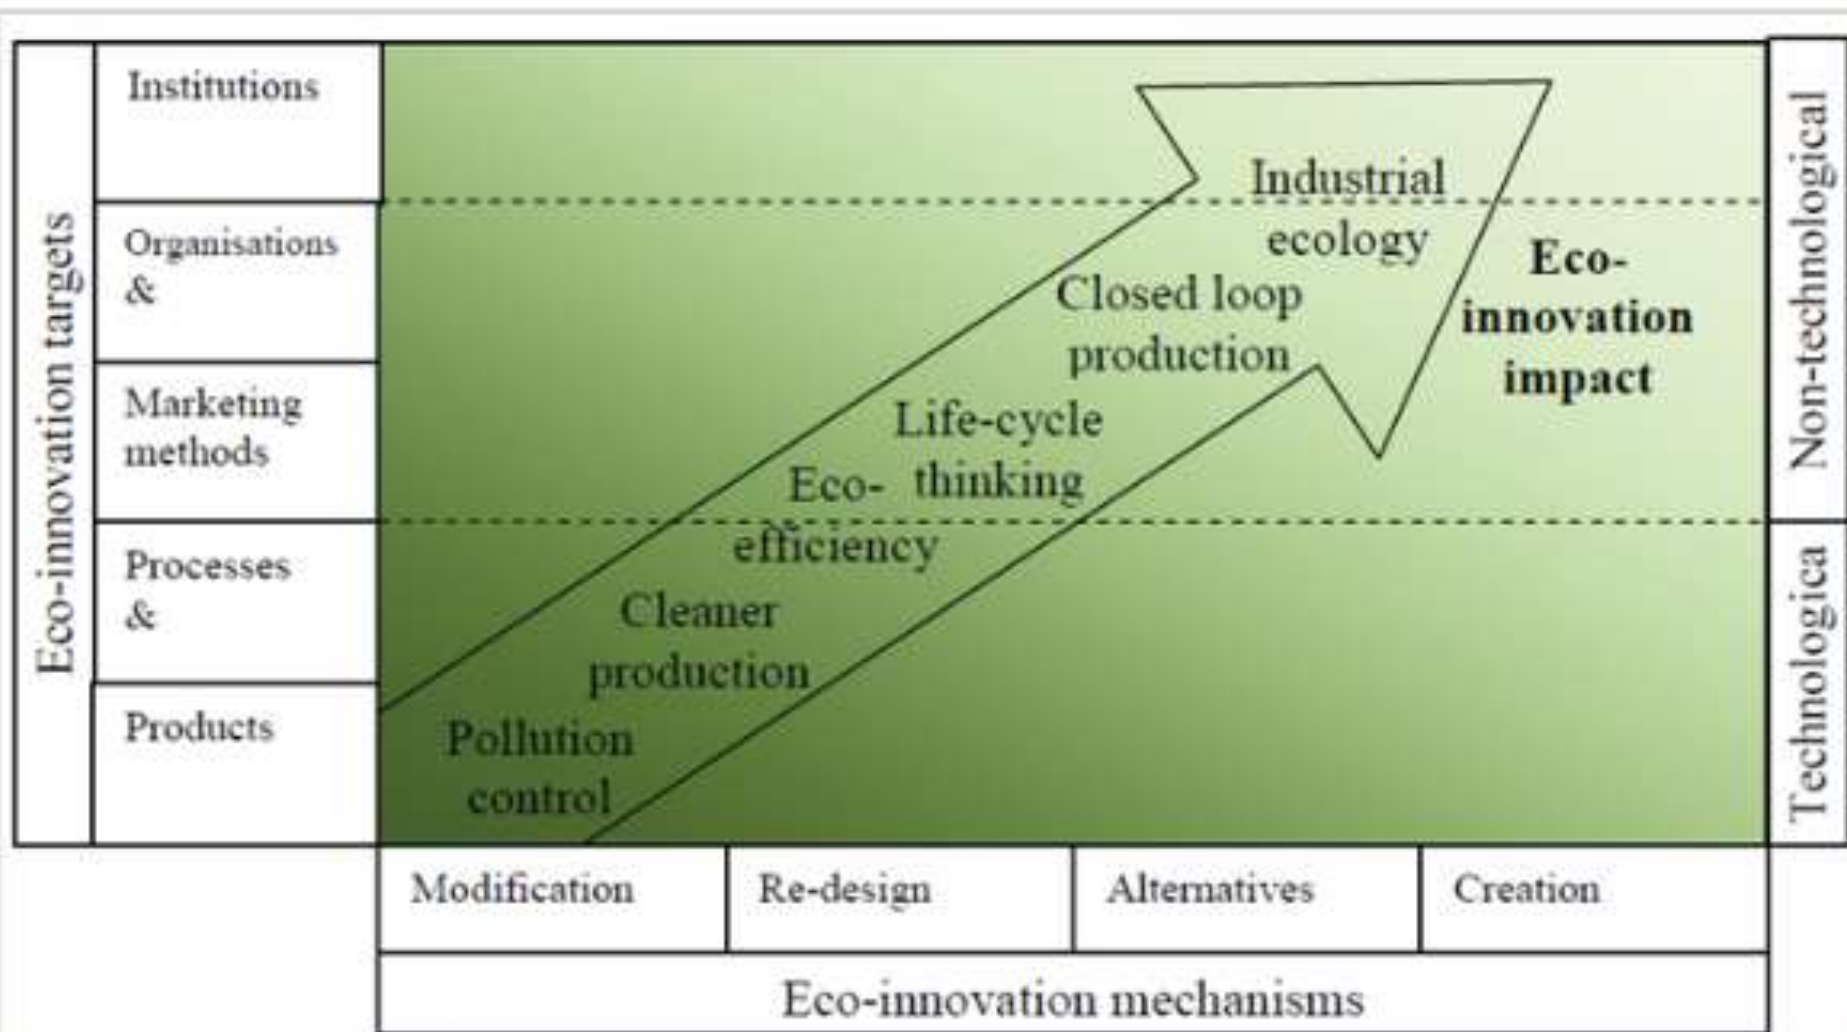 Eco-innovation targets
Institutions
Organisations
&
Marketing
methods
Processes
&
Products
Industrial
ecology
Closed loop
production
Life-cycle
thinking
Eco-
efficiency
Cleaner
production
Pollution
control
Eco-
innovation
impact
Non-technological
Technologica
Modification
Re-design
Alternatives
Creation
Eco-innovation mechanisms